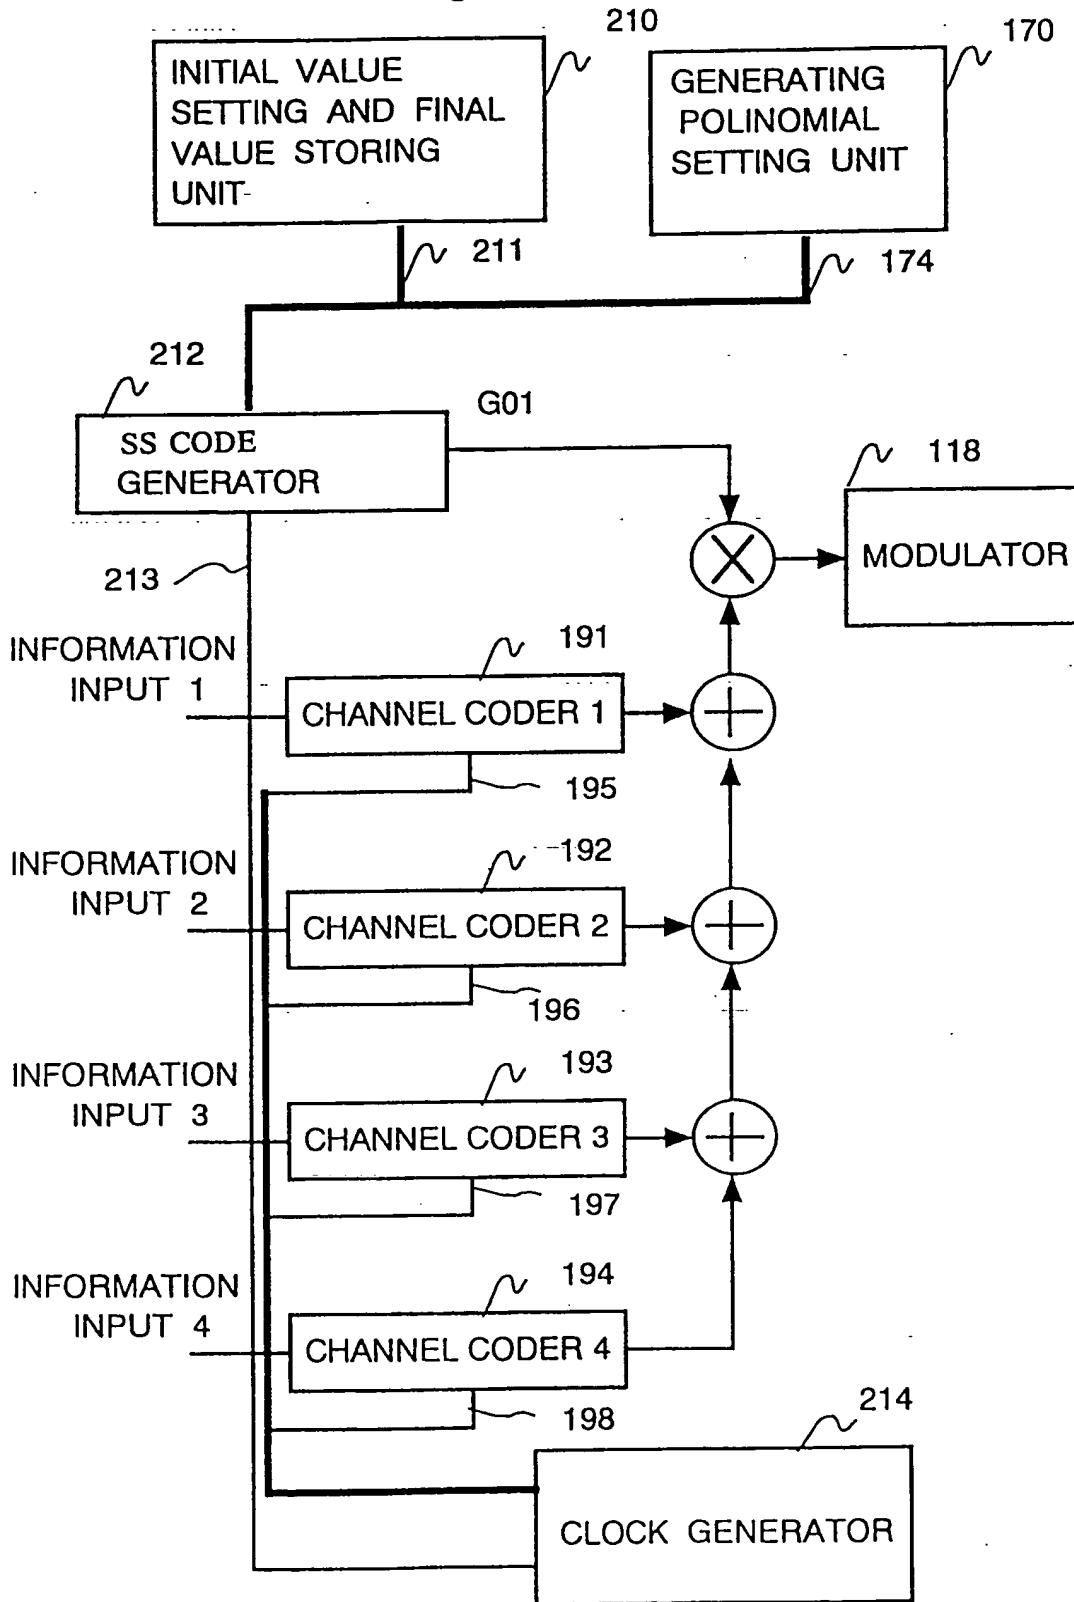 210
170
INITIAL VALUE
SETTING AND FINAL
VALUE STORING
UNIT
GENERATING
POLINOMIAL
SETTING UNIT
211
174
212
G01
SS CODE
GENERATOR
118
MODULATOR
213
191
INFORMATION
INPUT 1
CHANNEL CODER 1
195
192
INFORMATION
INPUT 2
CHANNEL CODER 2
196
193
INFORMATION
INPUT 3
CHANNEL CODER 3
197
194
INFORMATION
INPUT 4
CHANNEL CODER 4
198
214
CLOCK GENERATOR